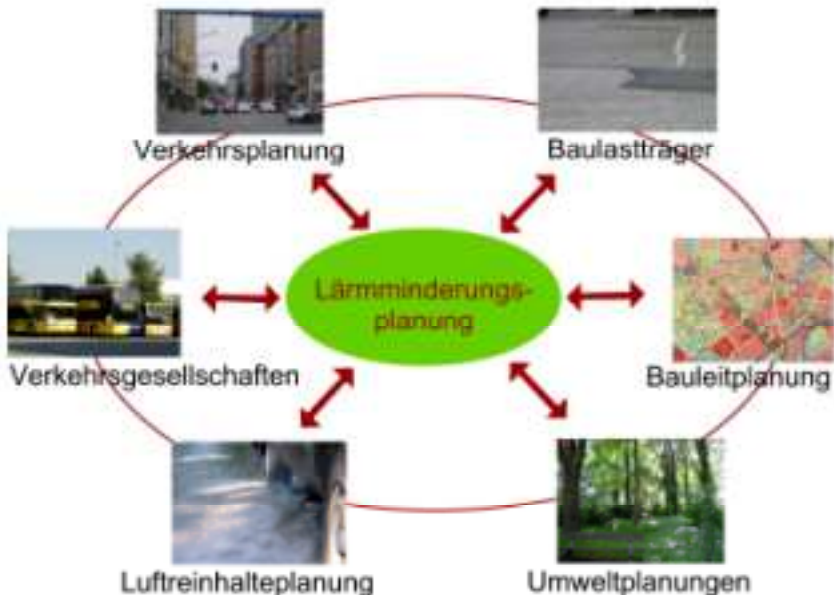 Verkehrsplanung
Baulastträger
Lärmminderungs-
planung
Verkehrsgesellschaften
Bauleitplanung
Luftreinhalteplanung
Umweltplanungen